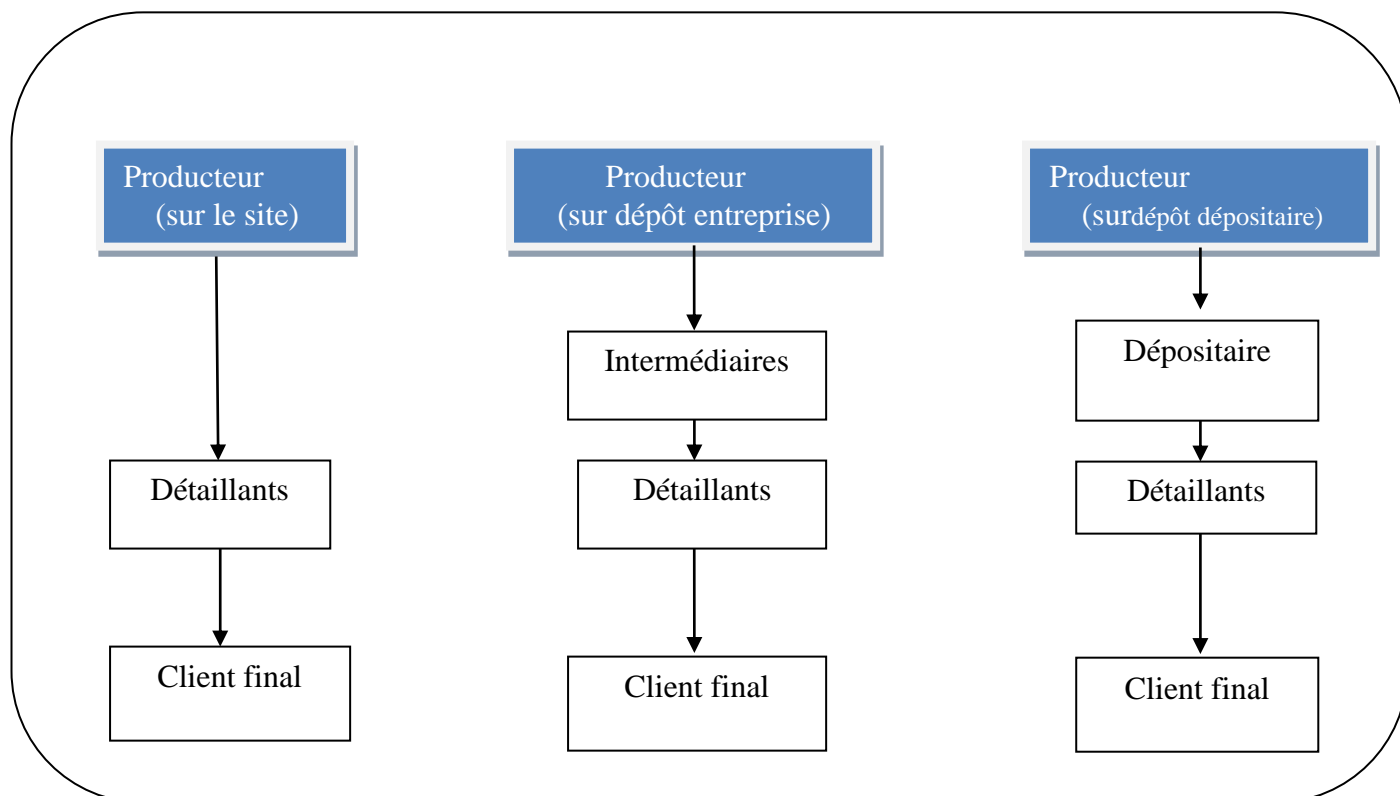 Producteur
(sur le site)
Producteur
(sur dépôt entreprise)
Producteur
(surdépôt dépositaire)
Intermédiaires
Dépositaire
Détaillants
Détaillants
Détaillants
Client final
Client final
Client final